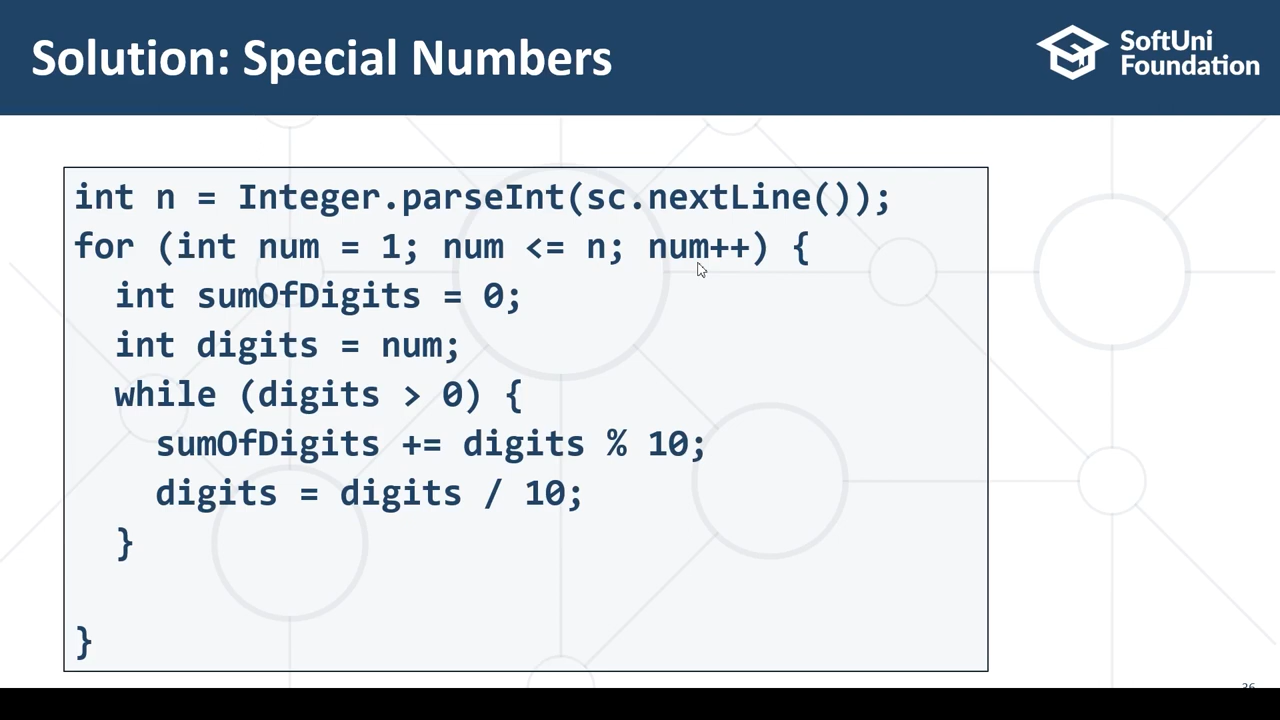 Solution: Special Numbers
SoftUni
Foundation
int n = Integer.parseInt(sc.nextLine());
for (int num = 1; num <= n; num++) {
int sumOfDigits = 0;
int digits = num;
while (digits > 0) {
sumOfDigits += digits % 10;
digits = digits / 10;
}
}
36